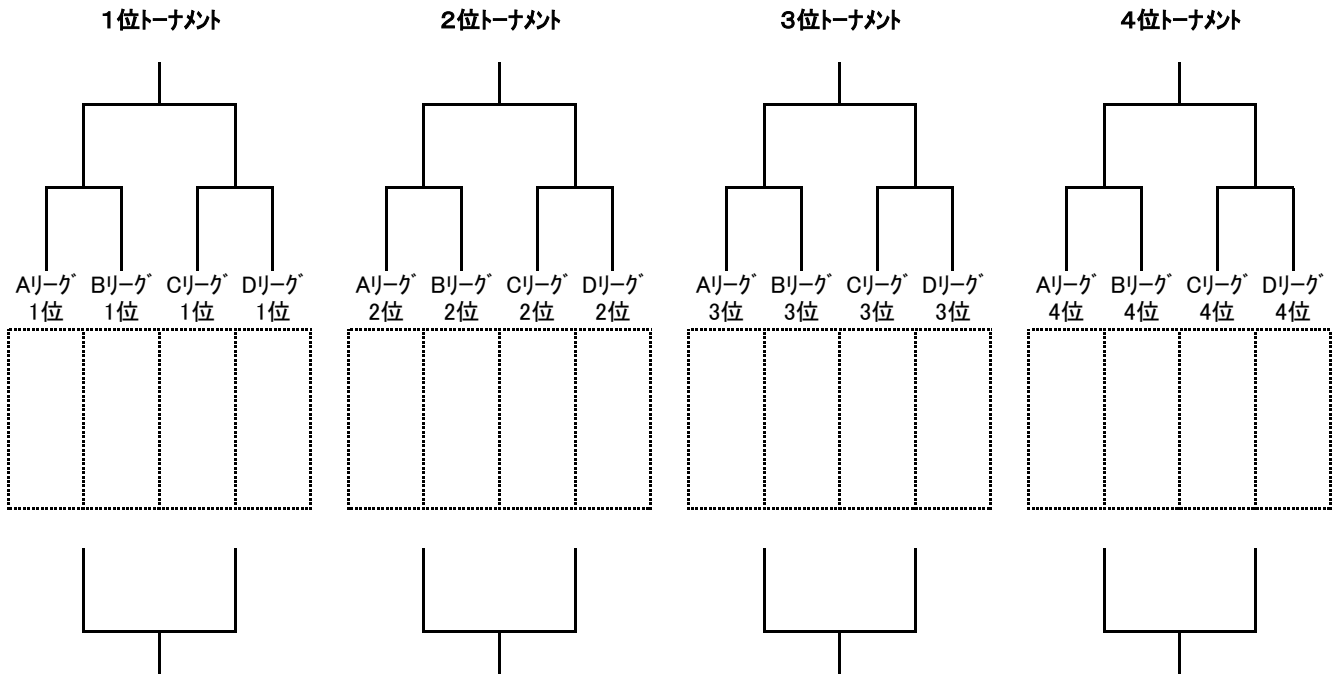 １位トーナメント ２位トーナメント ３位トーナメント ４位トーナメント
Aリーグ Bリーグ Cリーグ Dリーグ Aリーグ Bリーグ Cリーグ Dリーグ Aリーグ Bリーグ Cリーグ Dリーグ Aリーグ Bリーグ Cリーグ Dリーグ
1位 1位 1位 1位 2位 2位 2位 2位 3位 3位 3位 3位 4位 4位 4位 4位